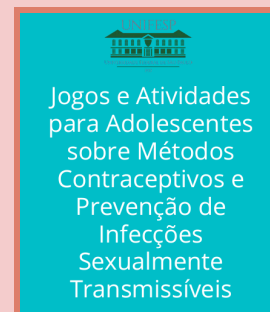 UNIFESP
Jogos e Atividades
para Adolescentes
sobre Métodos
Contraceptivos e
Prevenção de
Infecções
Sexualmente
Transmissíveis